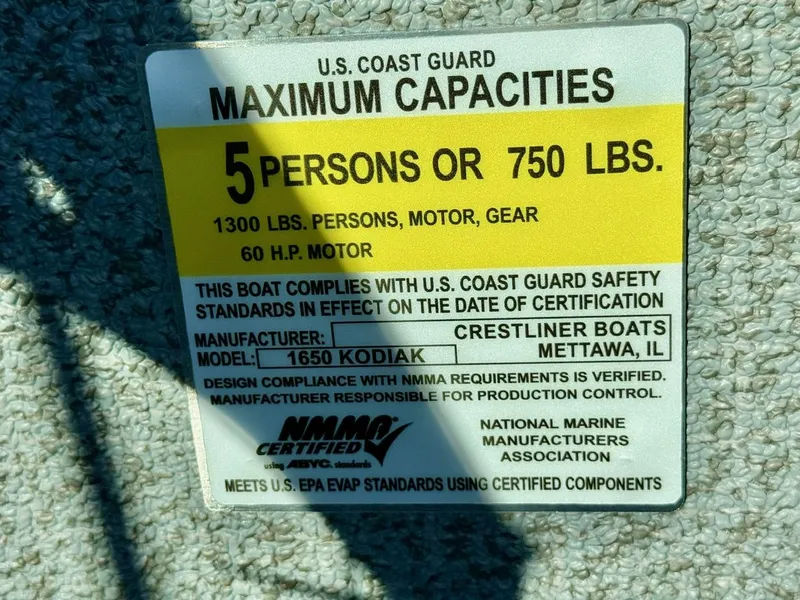 U.S. COAST GUARD
MAXIMUM CAPACITIES
5 PERSONS OR 750 LBS.
1300 LBS. PERSONS, MOTOR, GEAR
60 H.P. MOTOR
THIS BOAT COMPLIES WITH U.S. COAST GUARD SAFETY
STANDARDS IN EFFECT ON THE DATE OF CERTIFICATION
MANUFACTURER: CRESTLINER BOATS
MODEL: 1650 KODIAK METTAWA, IL
DESIGN COMPLIANCE WITH NMMA REQUIREMENTS IS VERIFIED.
MANUFACTURER RESPONSIBLE FOR PRODUCTION CONTROL.
NMMA®
CERTIFIED
using ABYC. standards
NATIONAL MARINE
MANUFACTURERS
ASSOCIATION
MEETS U.S. EPA EVAP STANDARDS USING CERTIFIED COMPONENTS